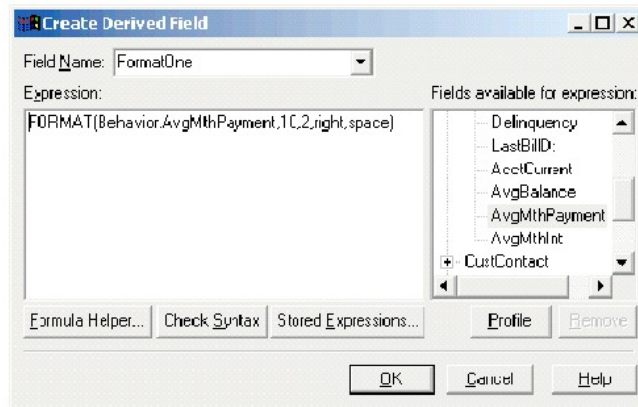 Create Derived Field
Field Name: FormatOne
Expression:
Fields available for expression:
FORMAT(Behavior.AvgMthPayment,10,2,right,space)
Delinquency
LastBillID:
AcctCurrent
AvgBalance
AvgMthPayment
AvgMthInt
CustContact
Formula Helper...
Check Syntax
Stored Expressions...
Profile
Remove
OK
Cancel
Help